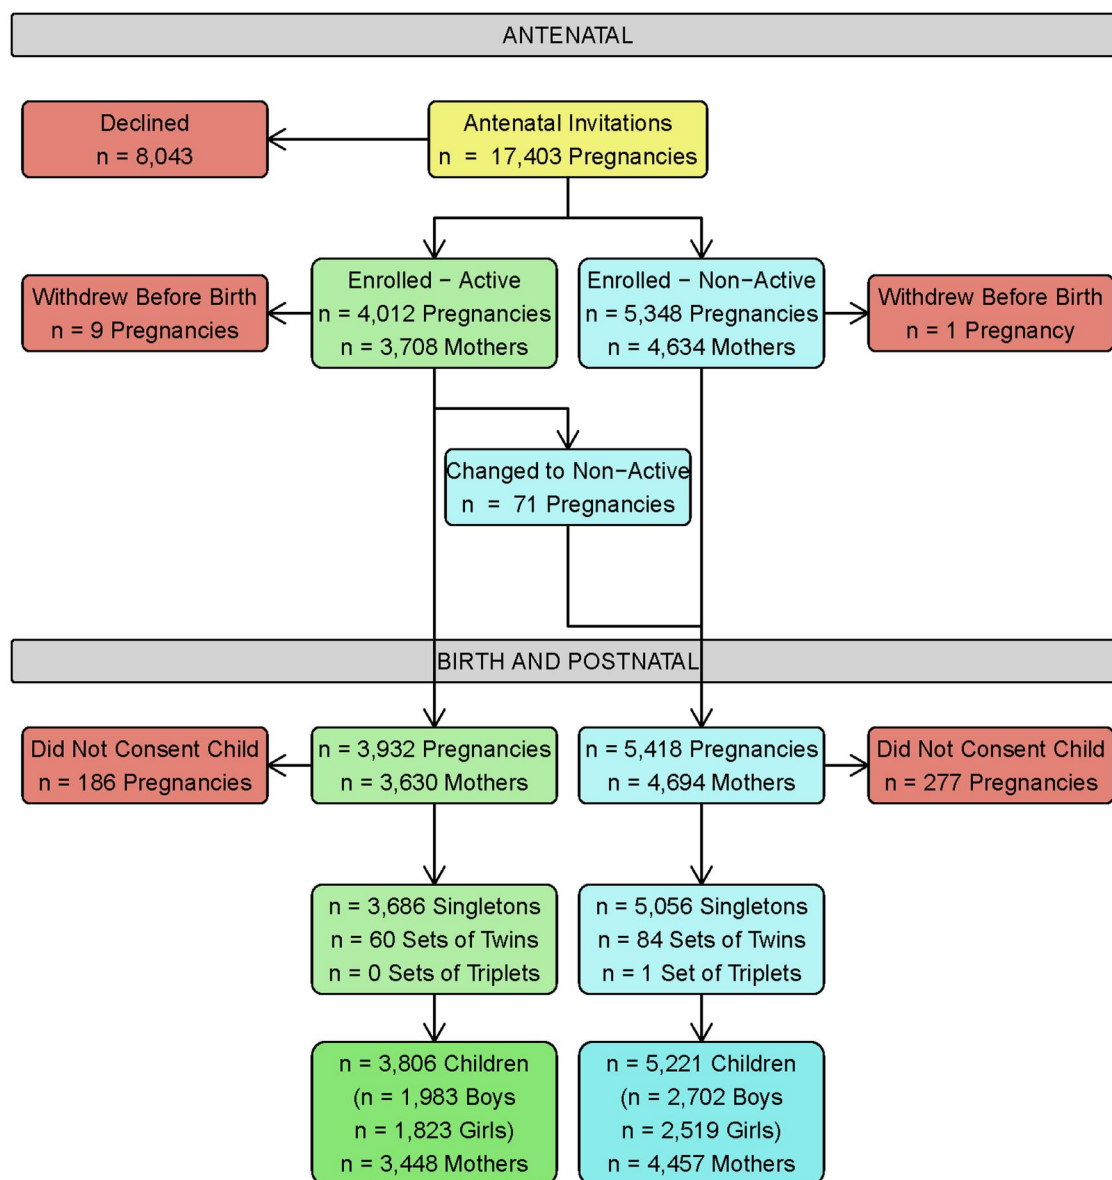 ANTENATAL
Declined
n = 8,043
Antenatal Invitations
n = 17,403 Pregnancies
Withdrew Before Birth
n = 9 Pregnancies
Enrolled – Active
n = 4,012 Pregnancies
n = 3,708 Mothers
Enrolled – Non–Active
n = 5,348 Pregnancies
n = 4,634 Mothers
Withdrew Before Birth
n = 1 Pregnancy
Changed to Non–Active
n = 71 Pregnancies
BIRTH AND POSTNATAL
Did Not Consent Child
n = 186 Pregnancies
n = 3,932 Pregnancies
n = 3,630 Mothers
n = 5,418 Pregnancies
n = 4,694 Mothers
Did Not Consent Child
n = 277 Pregnancies
n = 3,686 Singletons
n = 60 Sets of Twins
n = 0 Sets of Triplets
n = 5,056 Singletons
n = 84 Sets of Twins
n = 1 Set of Triplets
n = 3,806 Children
(n = 1,983 Boys
n = 1,823 Girls)
n = 3,448 Mothers
n = 5,221 Children
(n = 2,702 Boys
n = 2,519 Girls)
n = 4,457 Mothers